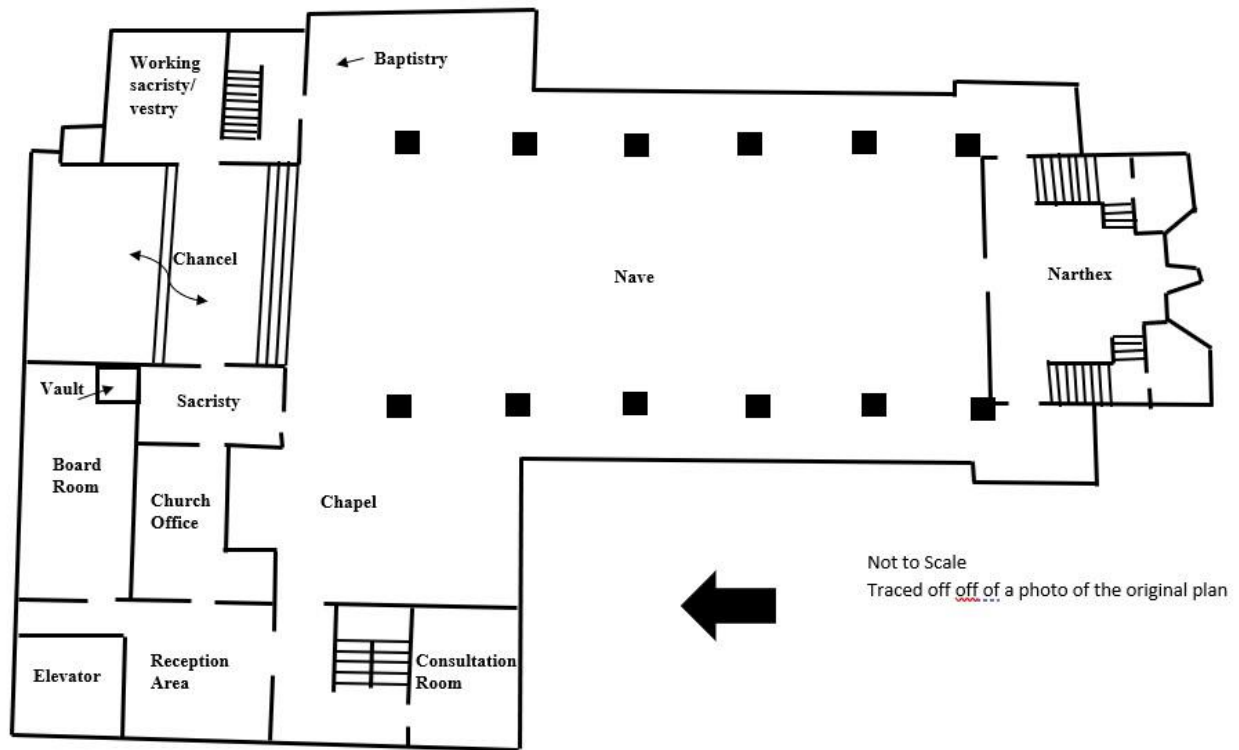 Working
sacristy/
vestry
Baptistry
Chancel
Nave
Narthex
Vault
Sacristy
Board
Room
Church
Office
Chapel
Not to Scale
Traced off off of a photo of the original plan
Elevator
Reception
Area
Consultation
Room